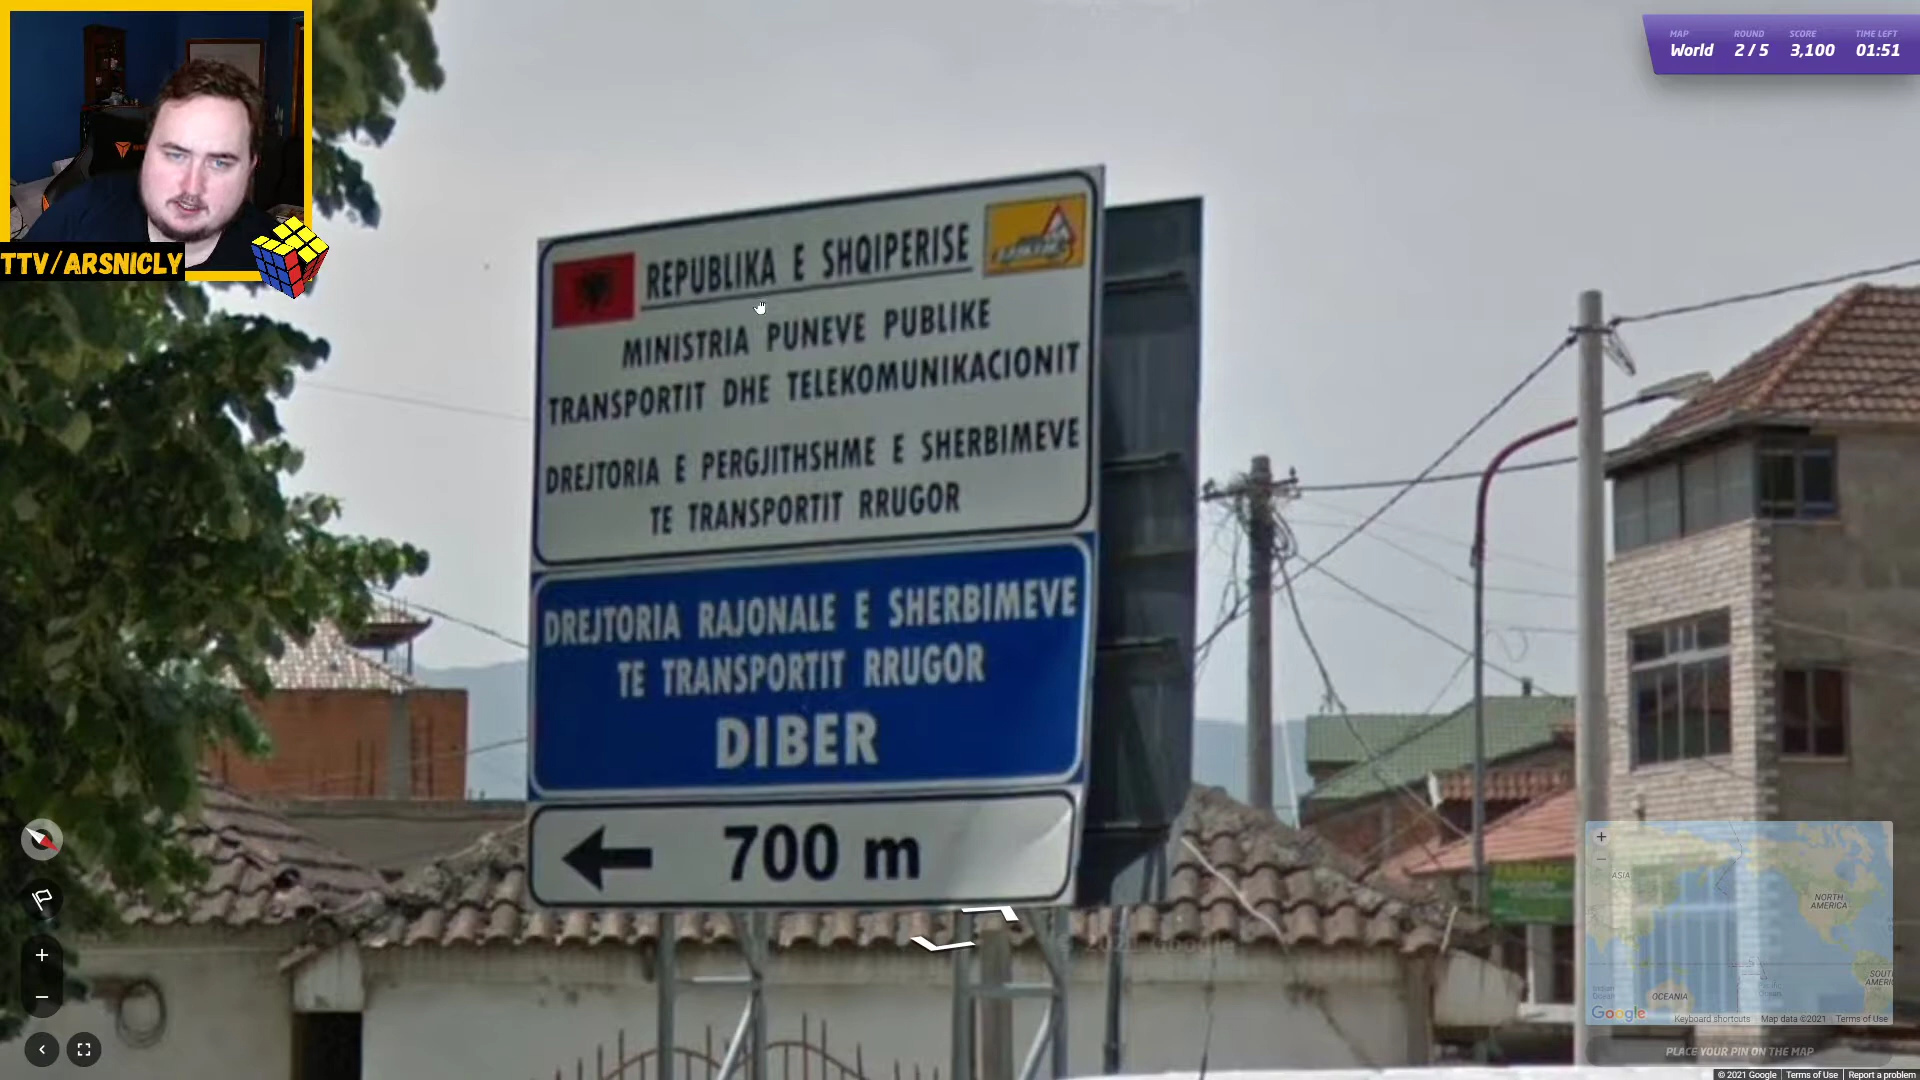 MAP
World
ROUND
2 / 5
SCORE
3,100
TIME LEFT
01:51
TTV/ARSNICLY
REPUBLIKA E SHQIPERISE
MINISTRIA PUNEVE PUBLIKE
TRANSPORTIT DHE TELEKOMUNIKACIONIT
DREJTORIA E PERGJITHSHME E SHERBIMEVE
TE TRANSPORTIT RRUGOR
DREJTORIA RAJONALE E SHERBIMEVE
TE TRANSPORTIT RRUGOR
DIBER
700 m
© 2021 Google
ASIA
NORTH
AMERICA
OCEANIA
Google
Keyboard shortcuts
Map data ©2021
Terms of Use
PLACE YOUR PIN ON THE MAP
© 2021 Google
Terms of Use
Report a problem